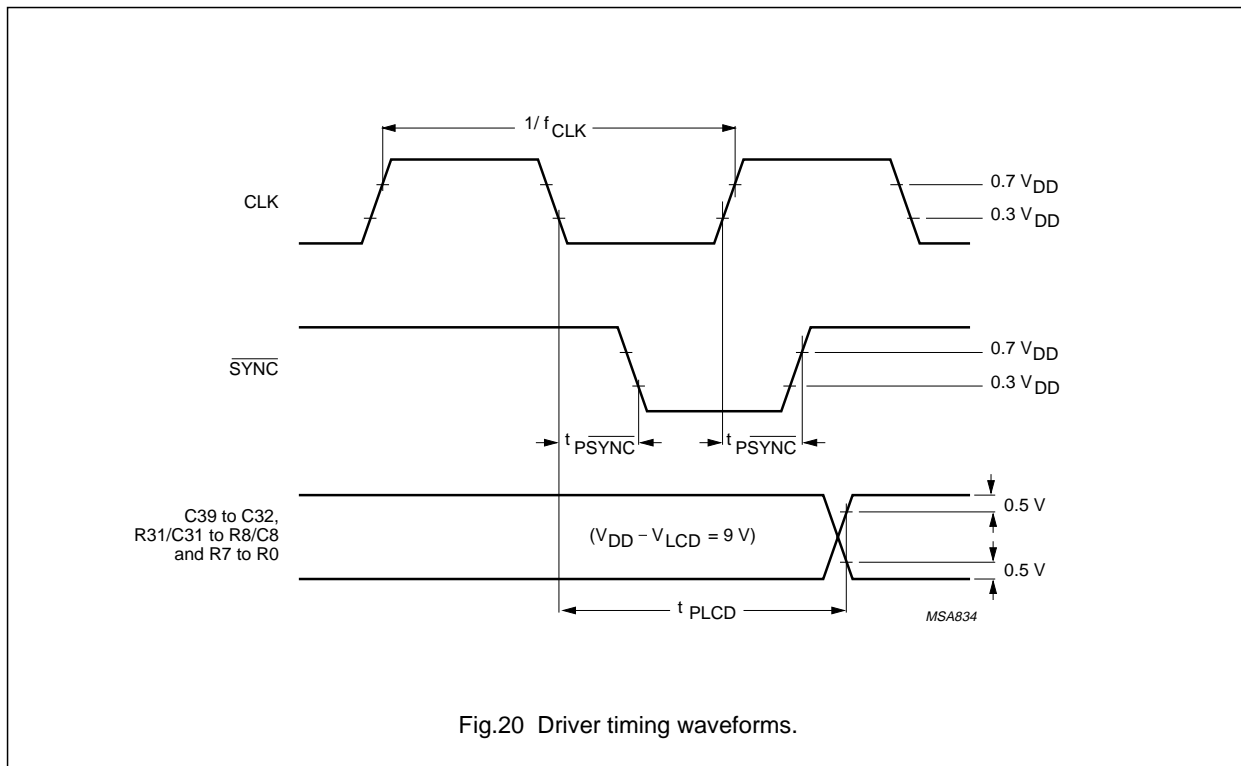 1/ fCLK
CLK
0.7 VDD
0.3 VDD
SYNC
0.7 VDD
0.3 VDD
t PSYNC
t PSYNC
C39 to C32,
R31/C31 to R8/C8
and R7 to R0
(VDD − VLCD = 9 V)
0.5 V
0.5 V
t PLCD
MSA834
Fig.20 Driver timing waveforms.